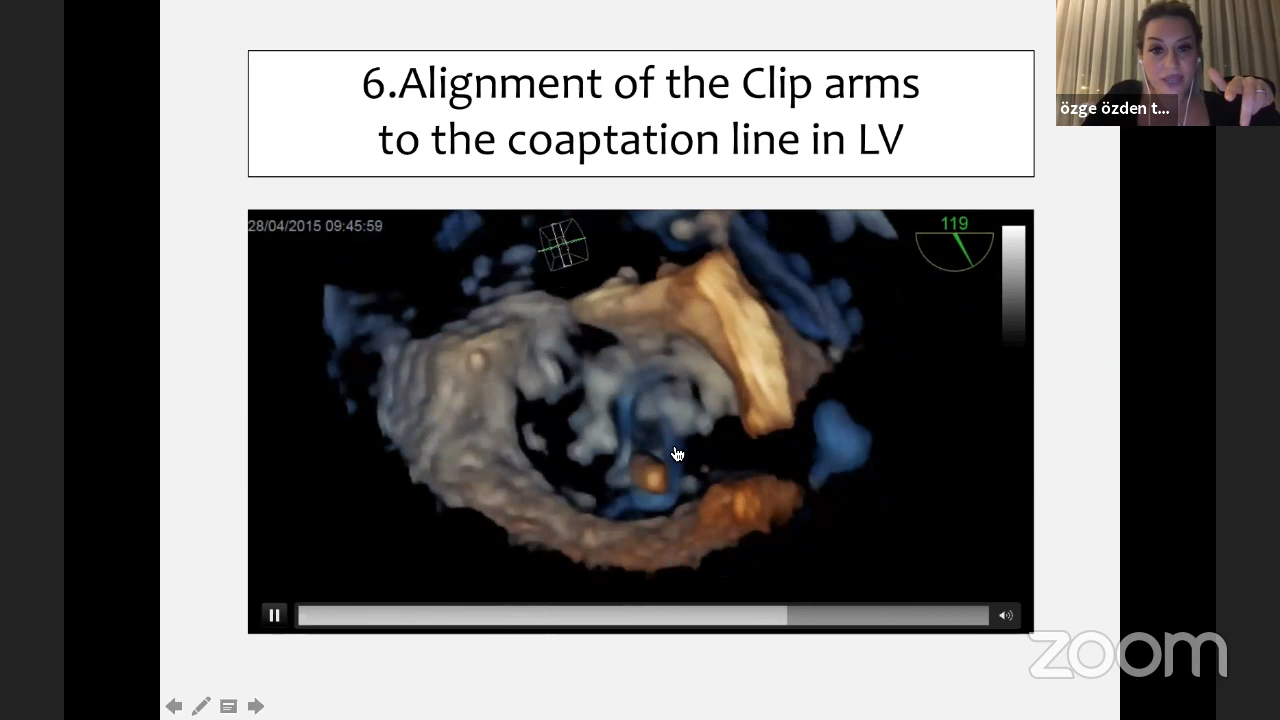 6.Alignment of the Clip arms
to the coaptation line in LV
özge özden t...
28/04/2015 09:45:59
119
zoom